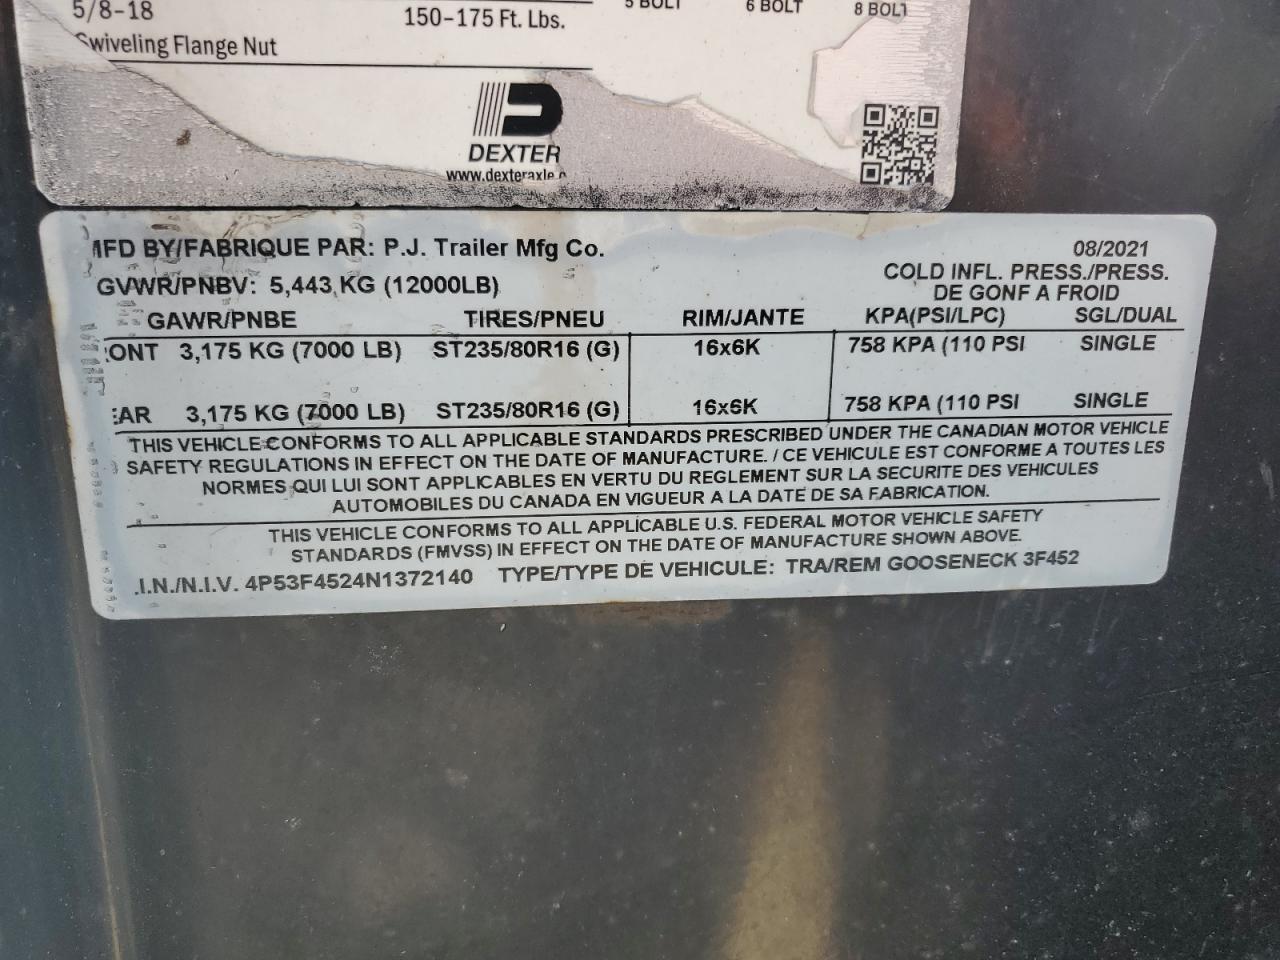 5/8-18 150-175 Ft. Lbs. 5 BOLT 6 BOLT 8 BOLT
Swiveling Flange Nut
DEXTER
www.dexteraxle.c
MFD BY/FABRIQUE PAR: P.J. Trailer Mfg Co. 08/2021
GVWR/PNBV: 5,443 KG (12000LB) COLD INFL. PRESS./PRESS.
DE GONF A FROID
GAWR/PNBE TIRES/PNEU RIM/JANTE KPA(PSI/LPC) SGL/DUAL
ONT 3,175 KG (7000 LB) ST235/80R16 (G) 16x6K 758 KPA (110 PSI SINGLE
EAR 3,175 KG (7000 LB) ST235/80R16 (G) 16x6K 758 KPA (110 PSI SINGLE
THIS VEHICLE CONFORMS TO ALL APPLICABLE STANDARDS PRESCRIBED UNDER THE CANADIAN MOTOR VEHICLE
SAFETY REGULATIONS IN EFFECT ON THE DATE OF MANUFACTURE. / CE VEHICULE EST CONFORME A TOUTES LES
NORMES QUI LUI SONT APPLICABLES EN VERTU DU REGLEMENT SUR LA SECURITE DES VEHICULES
AUTOMOBILES DU CANADA EN VIGUEUR A LA DATE DE SA FABRICATION.
THIS VEHICLE CONFORMS TO ALL APPLICABLE U.S. FEDERAL MOTOR VEHICLE SAFETY
STANDARDS (FMVSS) IN EFFECT ON THE DATE OF MANUFACTURE SHOWN ABOVE.
.I.N./N.I.V. 4P53F4524N1372140 TYPE/TYPE DE VEHICULE: TRA/REM GOOSENECK 3F452